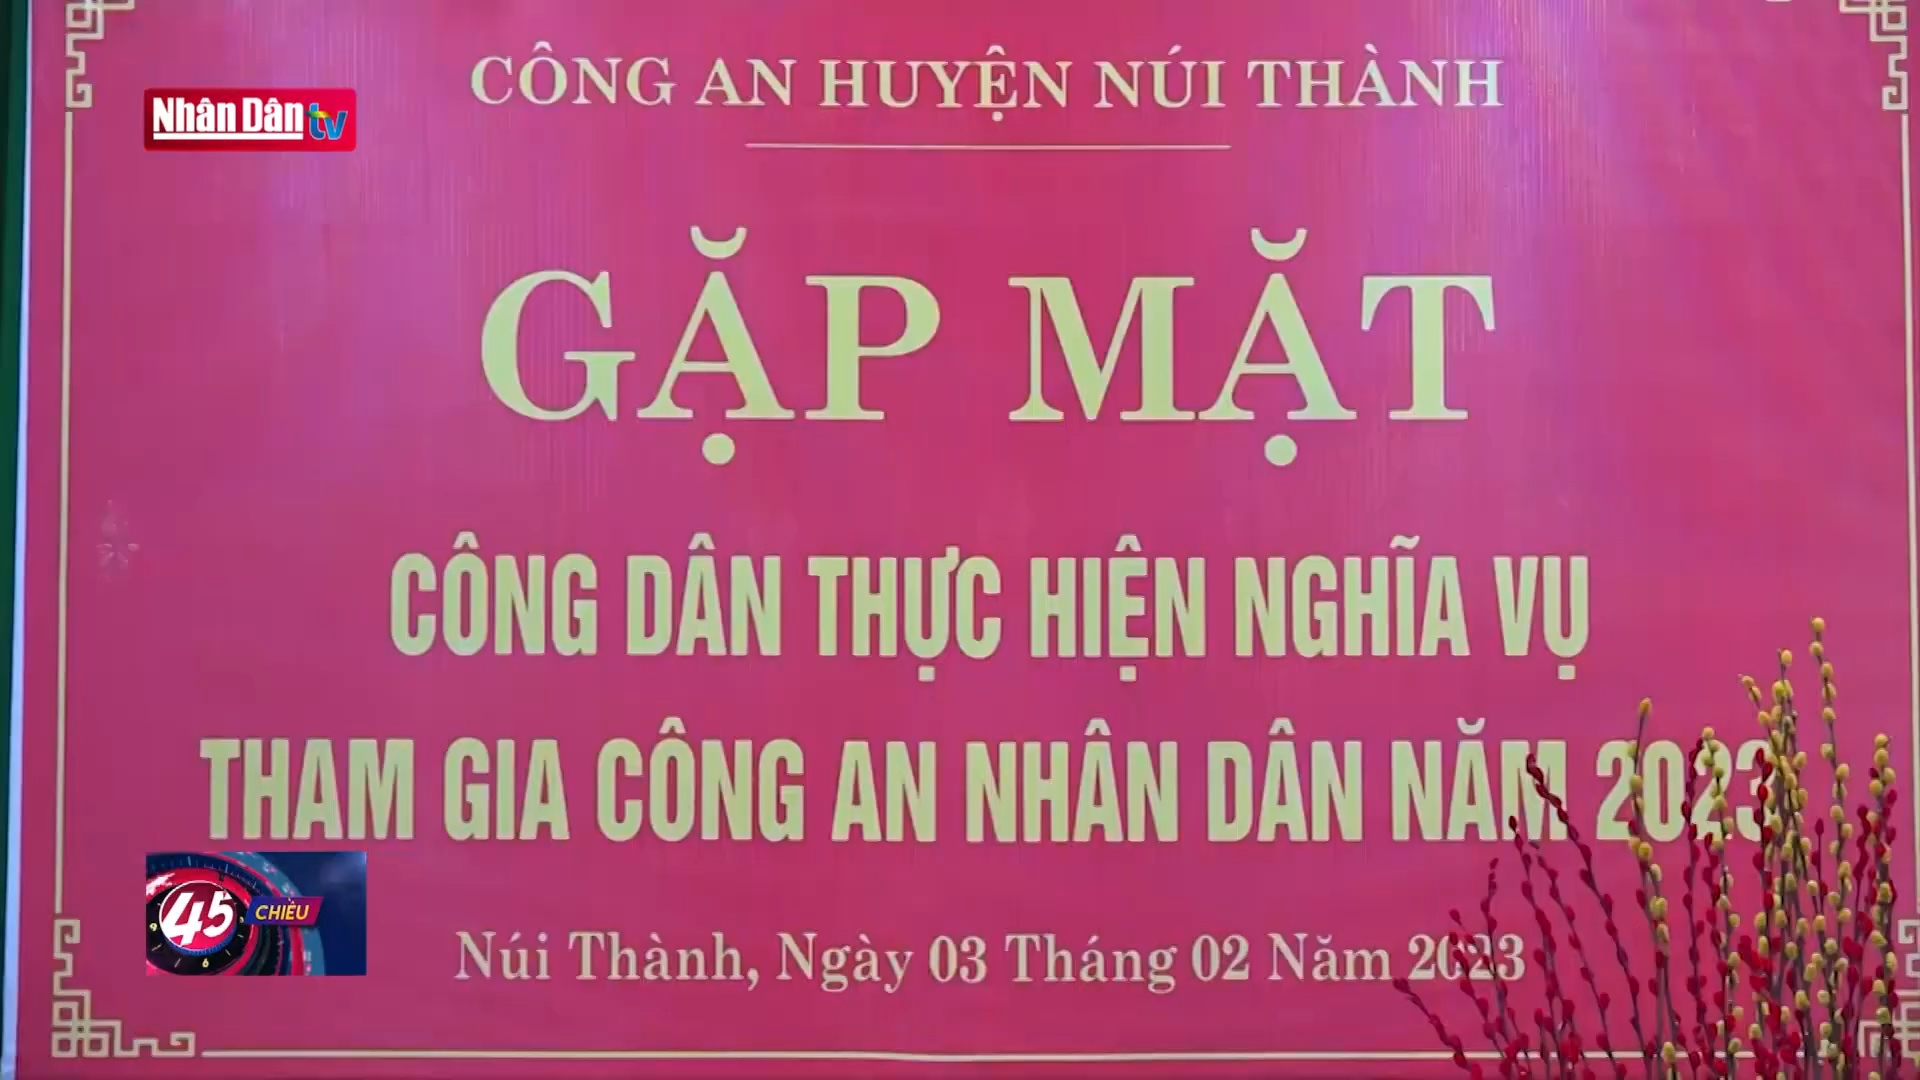 CÔNG AN HUYỆN NÚI THÀNH
Nhân Dân tv
GẶP MẶT
CÔNG DÂN THỰC HIỆN NGHĨA VỤ
THAM GIA CÔNG AN NHÂN DÂN NĂM 2023
45 CHIỀU
Núi Thành, Ngày 03 Tháng 02 Năm 2023